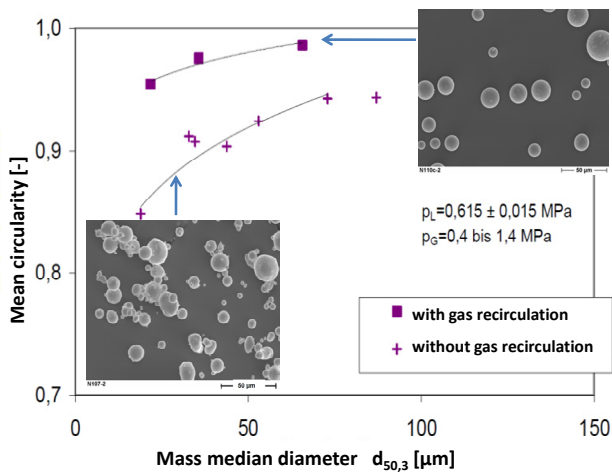 1,0
0,9
0,8
0,7
0
50
100
150
Mean circularity [-]
Mass median diameter d50,3 [µm]
N110c-2
50 µm
pL=0,615 ± 0,015 MPa
pG=0,4 bis 1,4 MPa
with gas recirculation
without gas recirculation
N107-2
50 µm